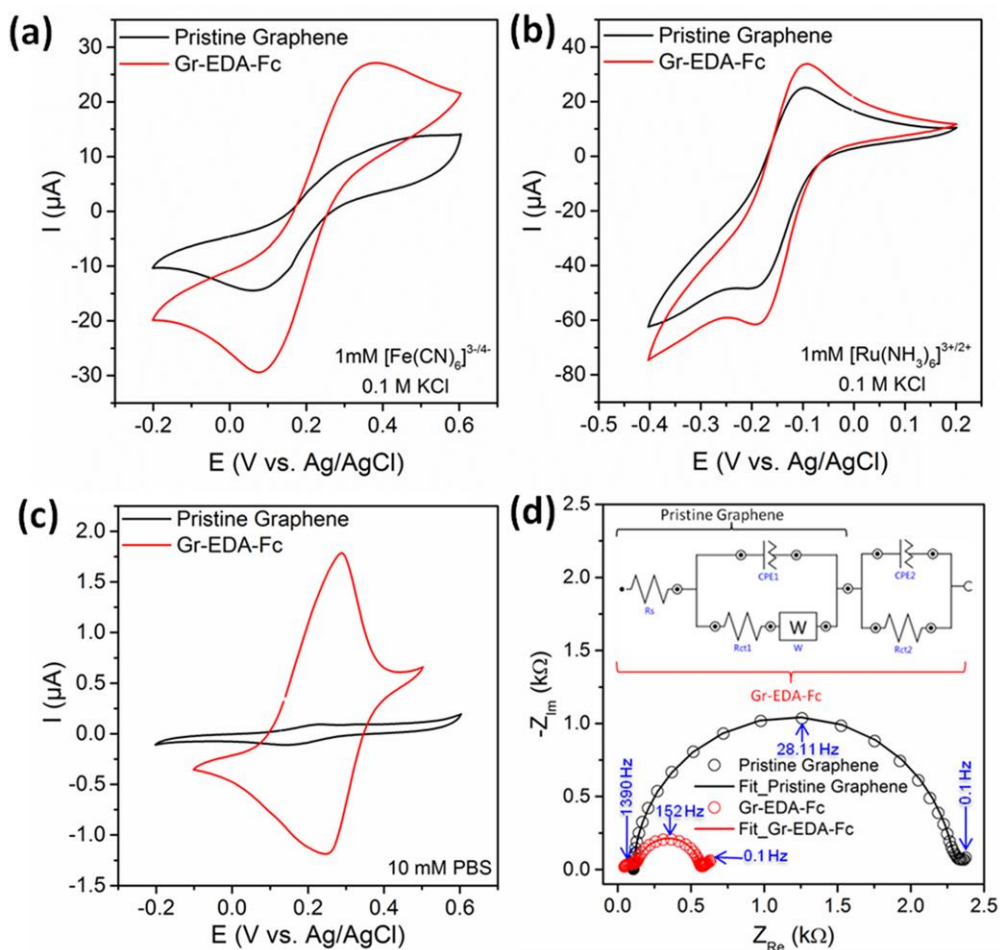 (a)
Pristine Graphene
Gr-EDA-Fc
30
20
10
0
-10
-20
-30
I (µA)
1mM [Fe(CN)6]3-/4-
0.1 M KCl
-0.2
0.0
0.2
0.4
0.6
E (V vs. Ag/AgCl)
(b)
Pristine Graphene
Gr-EDA-Fc
40
20
0
-20
-40
-60
-80
I (µA)
1mM [Ru(NH3)6]3+/2+
0.1 M KCl
-0.5
-0.4
-0.3
-0.2
-0.1
0.0
0.1
0.2
E (V vs. Ag/AgCl)
(c)
Pristine Graphene
Gr-EDA-Fc
2.0
1.5
1.0
0.5
0.0
-0.5
-1.0
-1.5
I (µA)
10 mM PBS
-0.2
0.0
0.2
0.4
0.6
E (V vs. Ag/AgCl)
(d)
2.5
2.0
1.5
1.0
0.5
0.0
-ZIm (kΩ)
Pristine Graphene
CPE1
CPE2
Rs
Rct1
W
W
Rct2
Gr-EDA-Fc
28.11 Hz
Pristine Graphene
Fit_Pristine Graphene
Gr-EDA-Fc
Fit_Gr-EDA-Fc
1390 Hz
152 Hz
0.1 Hz
0.1 Hz
0.0
0.5
1.0
1.5
2.0
2.5
ZRe (kΩ)